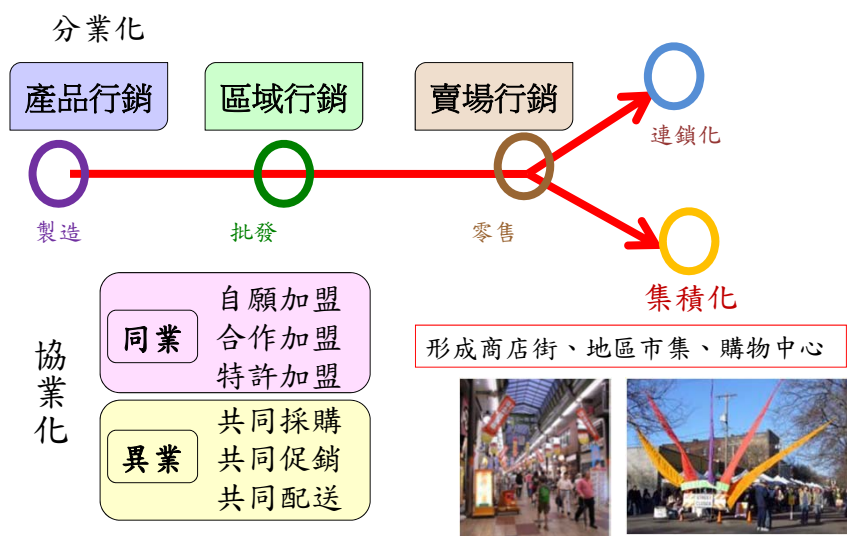 分業化
產品行銷
區域行銷
賣場行銷
連鎖化
製造
批發
零售
集積化
形成商店街、地區市集、購物中心
協業化
同業
自願加盟
合作加盟
特許加盟
異業
共同採購
共同促銷
共同配送